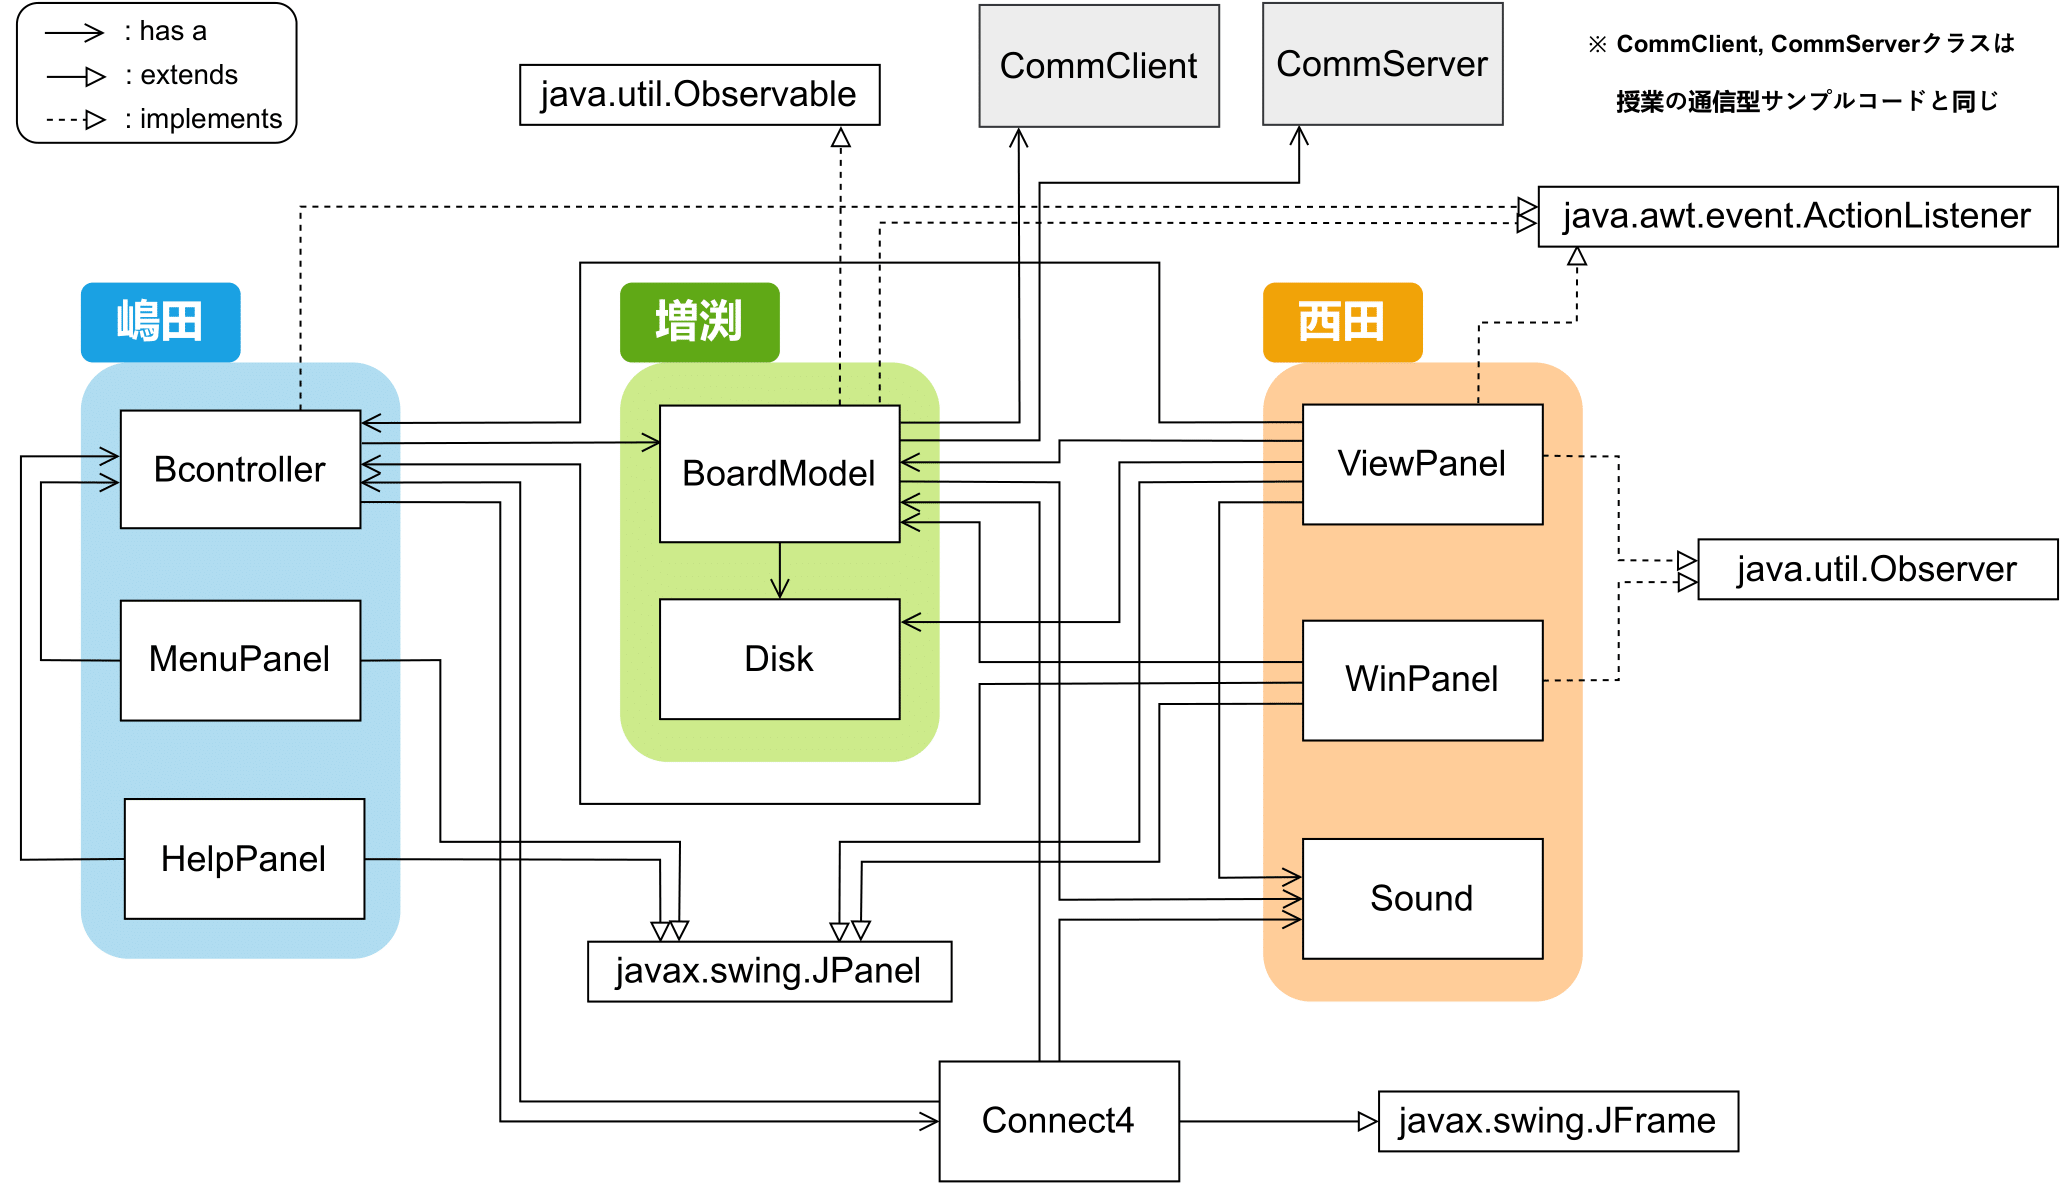 : has a
: extends
: implements
java.util.Observable
CommClient
CommServer
※ CommClient, CommServerクラスは
授業の通信型サンプルコードと同じ
java.awt.event.ActionListener
嶋田
増渕
西田
Bcontroller
BoardModel
ViewPanel
java.util.Observer
MenuPanel
Disk
WinPanel
HelpPanel
Sound
javax.swing.JPanel
Connect4
javax.swing.JFrame